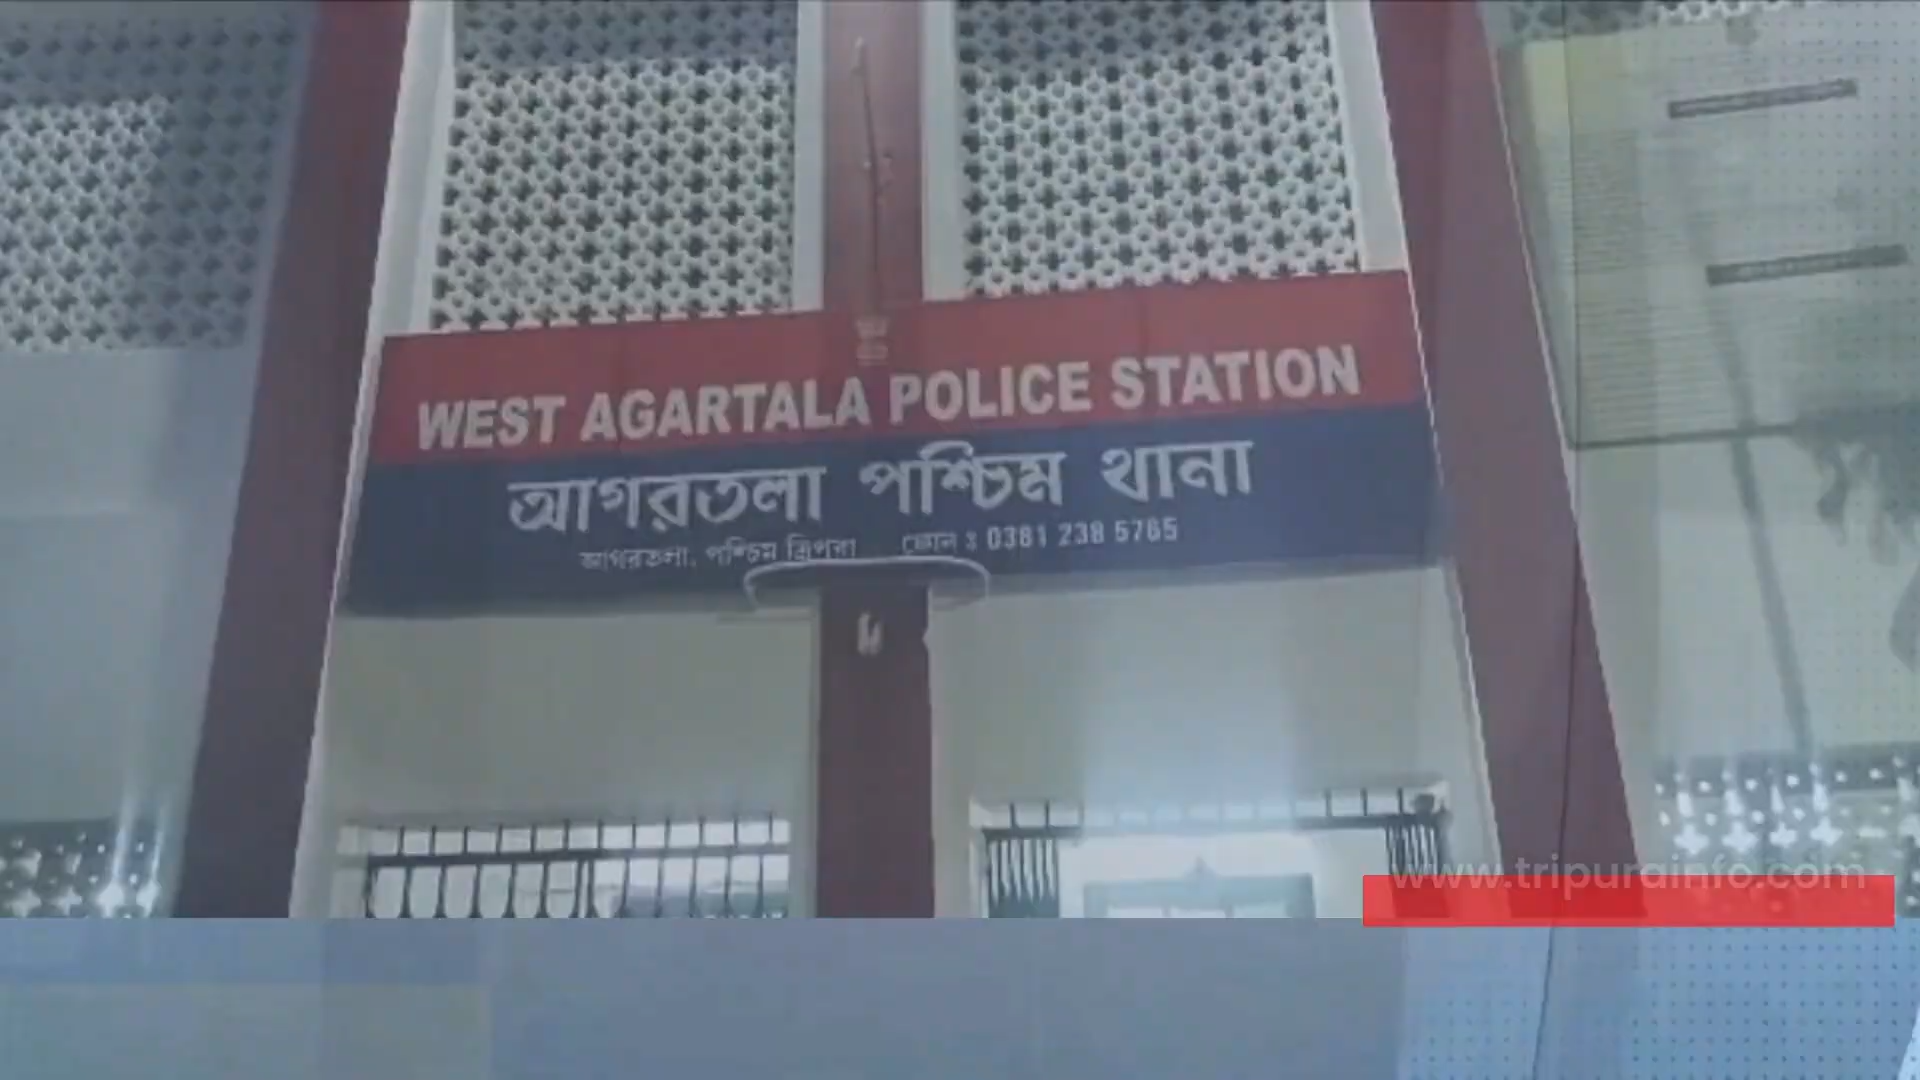 WEST AGARTALA POLICE STATION
আগরতলা পশ্চিম থানা
আগরতলা, পশ্চিম ত্রিপুরা ফোন : 0381 238 5765
www.tripurainfo.com